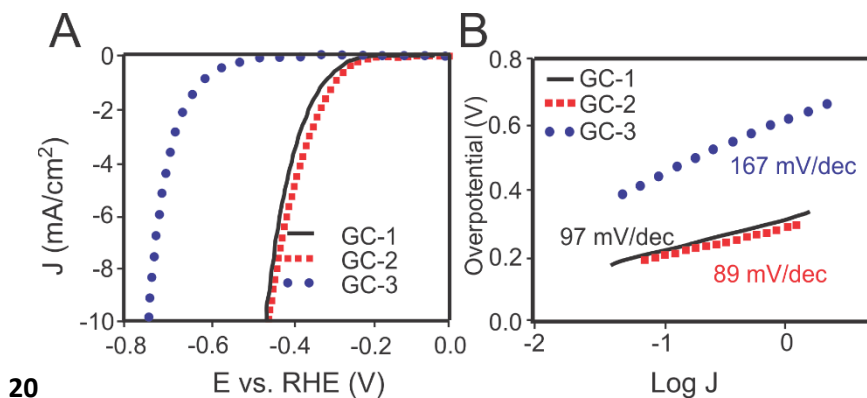 A
0
-2
-4
-6
-8
-10
J (mA/cm²)
GC-1
GC-2
GC-3
-0.8
-0.6
-0.4
-0.2
0.0
E vs. RHE (V)
B
0.8
0.6
0.4
0.2
0.0
Overpotential (V)
GC-1
GC-2
GC-3
167 mV/dec
97 mV/dec
89 mV/dec
-2
-1
0
Log J
20